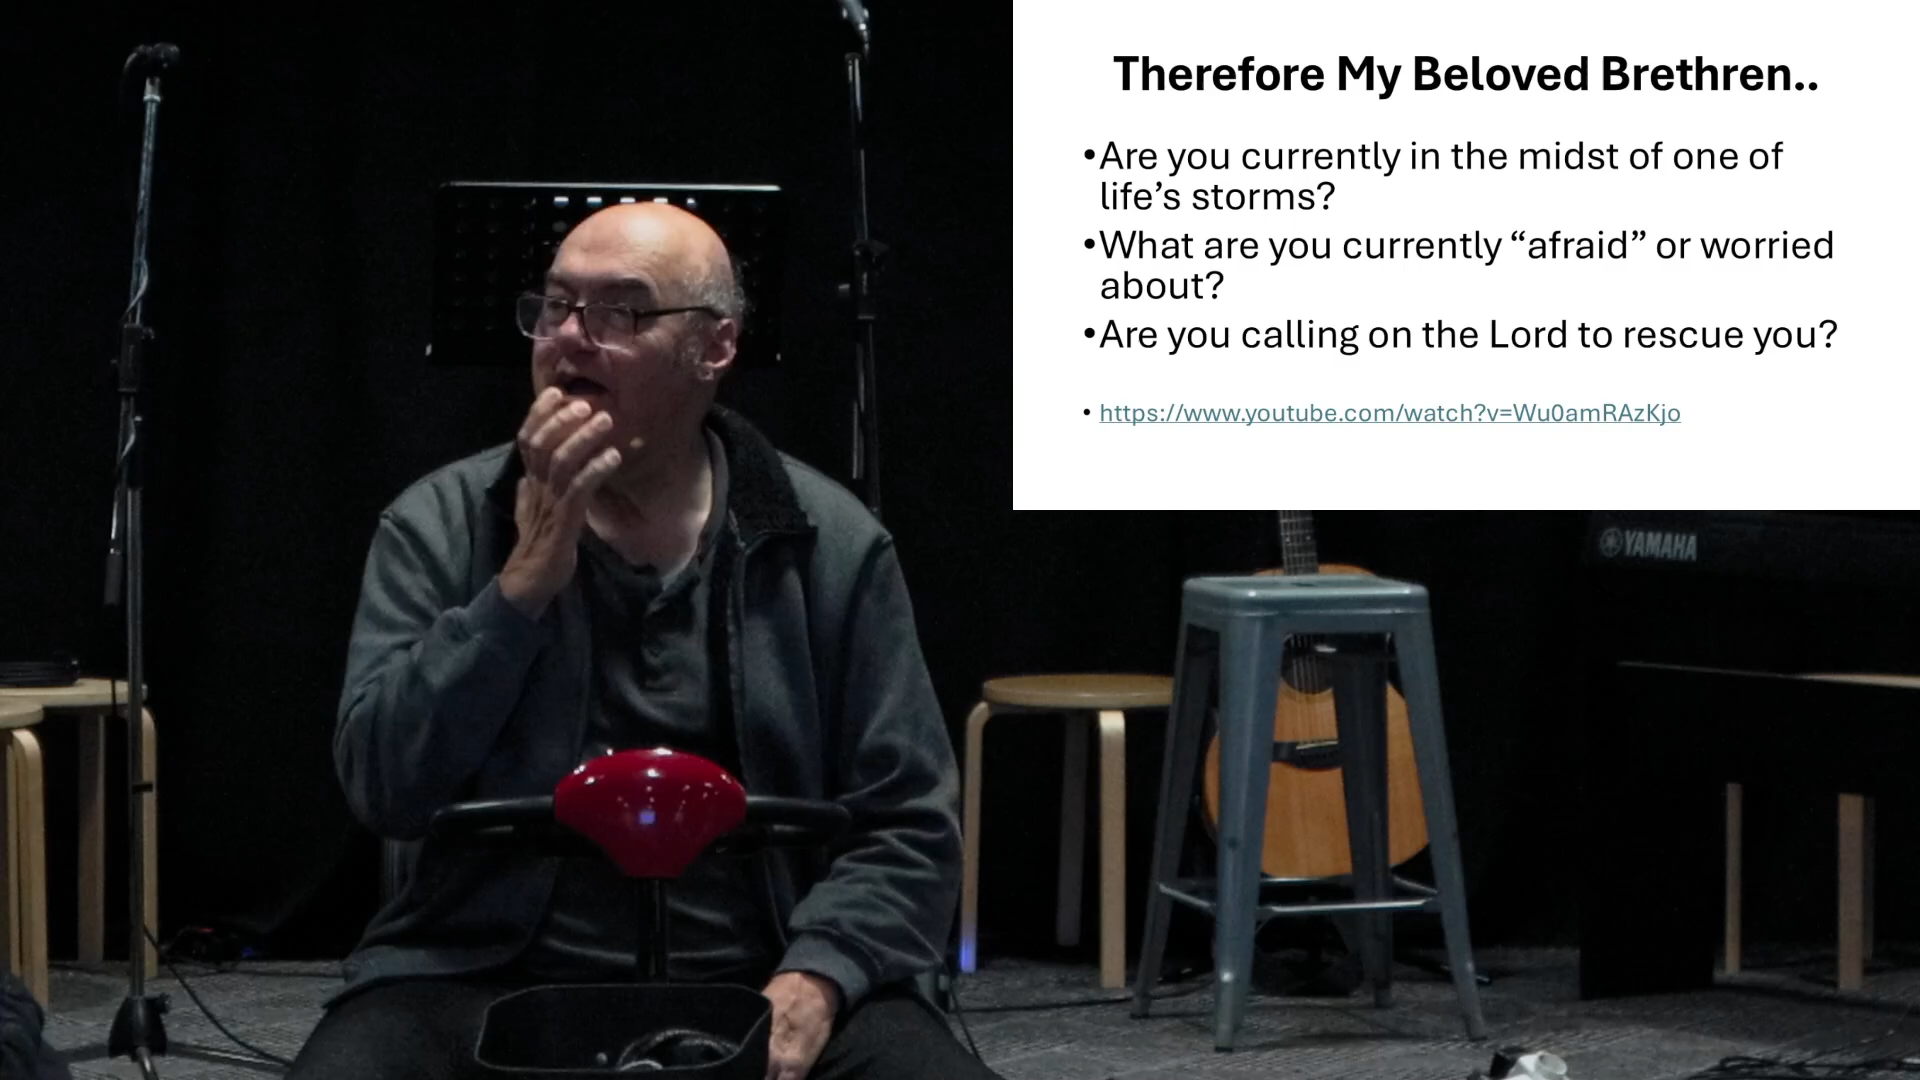 Therefore My Beloved Brethren..
•Are you currently in the midst of one of
life’s storms?
•What are you currently “afraid” or worried
about?
•Are you calling on the Lord to rescue you?
• https://www.youtube.com/watch?v=Wu0amRAzKjo
YAMAHA